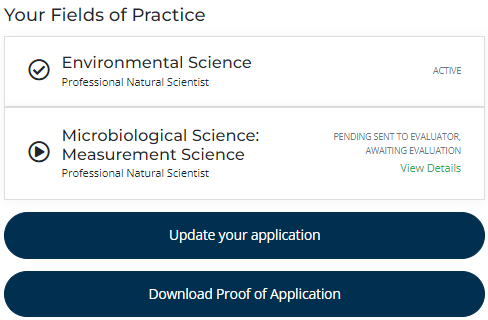 Your Fields of Practice
Environmental Science
Professional Natural Scientist
ACTIVE
Microbiological Science:
Measurement Science
Professional Natural Scientist
PENDING SENT TO EVALUATOR,
AWAITING EVALUATION
View Details
Update your application
Download Proof of Application